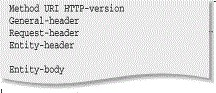 Method URI HTTP-version
General-header
Request-header
Entity-header
Entity-body